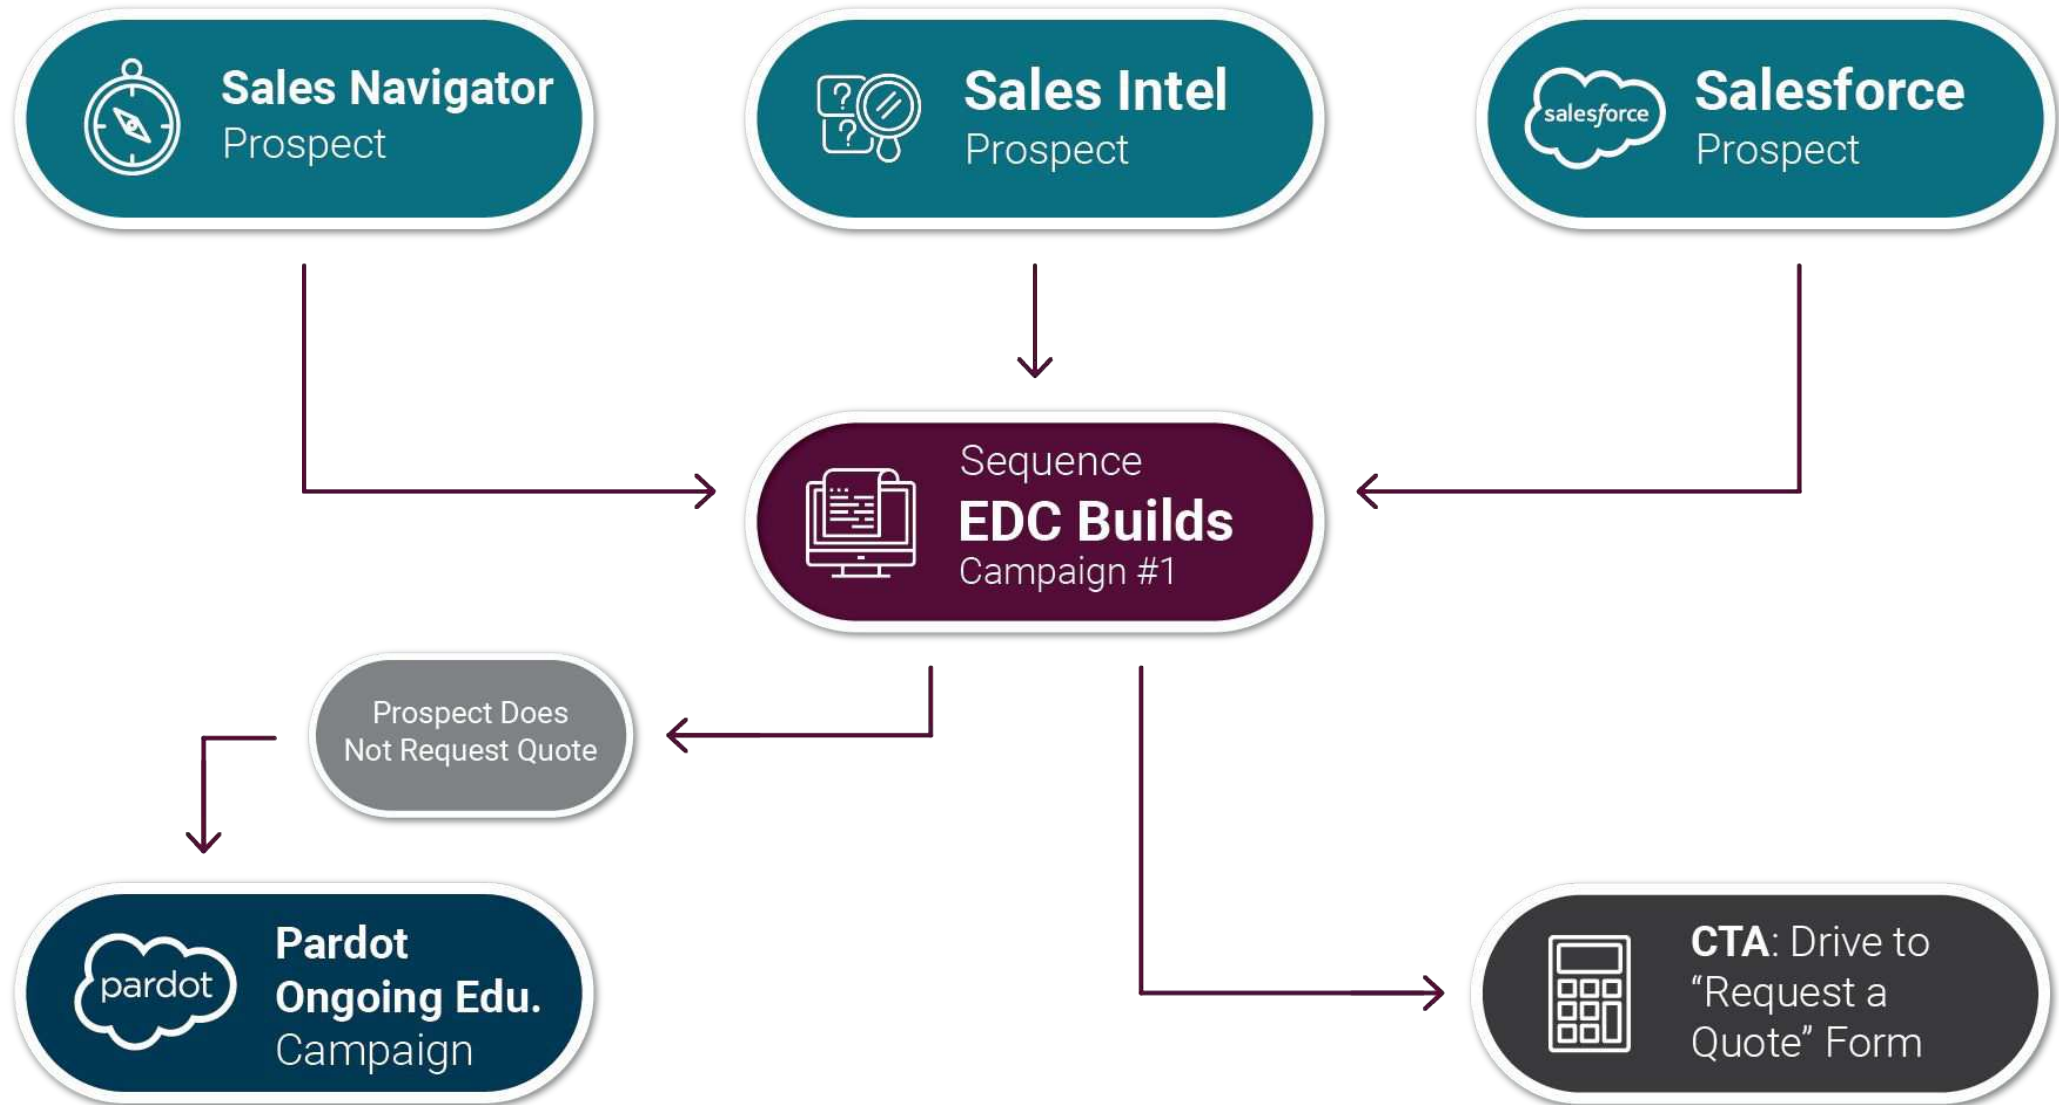 Sales Navigator
Prospect
Sales Intel
Prospect
salesforce
Salesforce
Prospect
Sequence
EDC Builds
Campaign #1
Prospect Does
Not Request Quote
pardot
Pardot
Ongoing Edu.
Campaign
CTA: Drive to
“Request a
Quote” Form